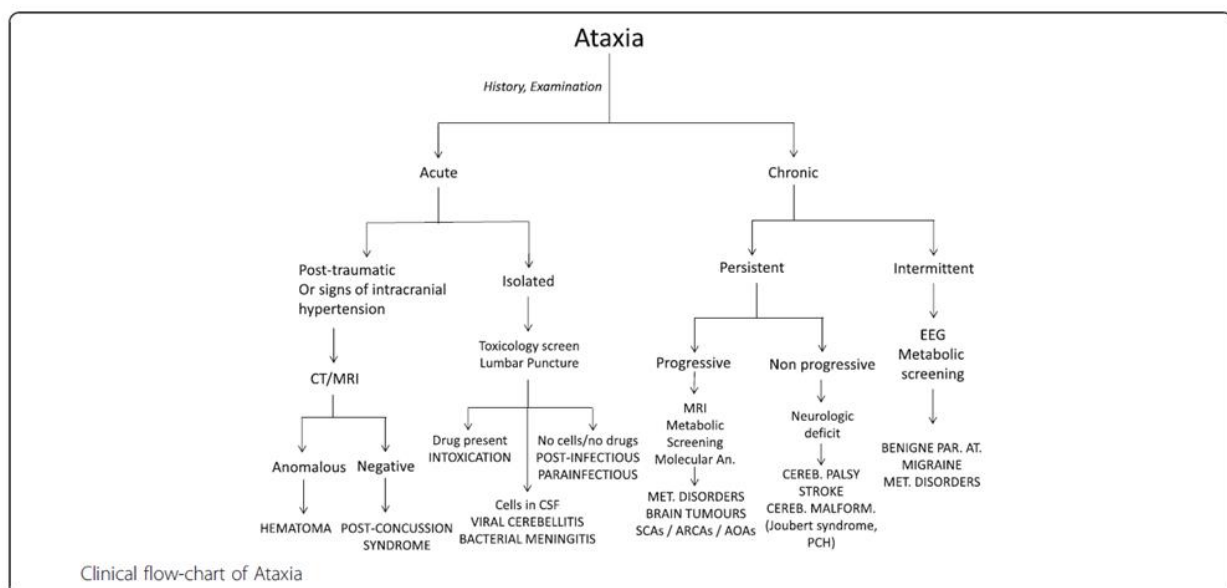 Ataxia
History, Examination
Acute
Chronic
Post-traumatic
Or signs of intracranial
hypertension
Isolated
Persistent
Intermittent
CT/MRI
Toxicology screen
Lumbar Puncture
Progressive
Non progressive
EEG
Metabolic
screening
Anomalous
Negative
Drug present
INTOXICATION
No cells/no drugs
POST-INFECTIOUS
PARAINFECTIOUS
MRI
Metabolic
Screening
Molecular An.
Neurologic
deficit
BENIGNE PAR. AT.
MIGRAINE
MET. DISORDERS
HEMATOMA
POST-CONCUSSION
SYNDROME
Cells in CSF
VIRAL CEREBELLITIS
BACTERIAL MENINGITIS
MET. DISORDERS
BRAIN TUMOURS
SCAs / ARCAs / AOAs
CEREB. PALSY
STROKE
CEREB. MALFORM.
(Joubert syndrome,
PCH)
Clinical flow-chart of Ataxia